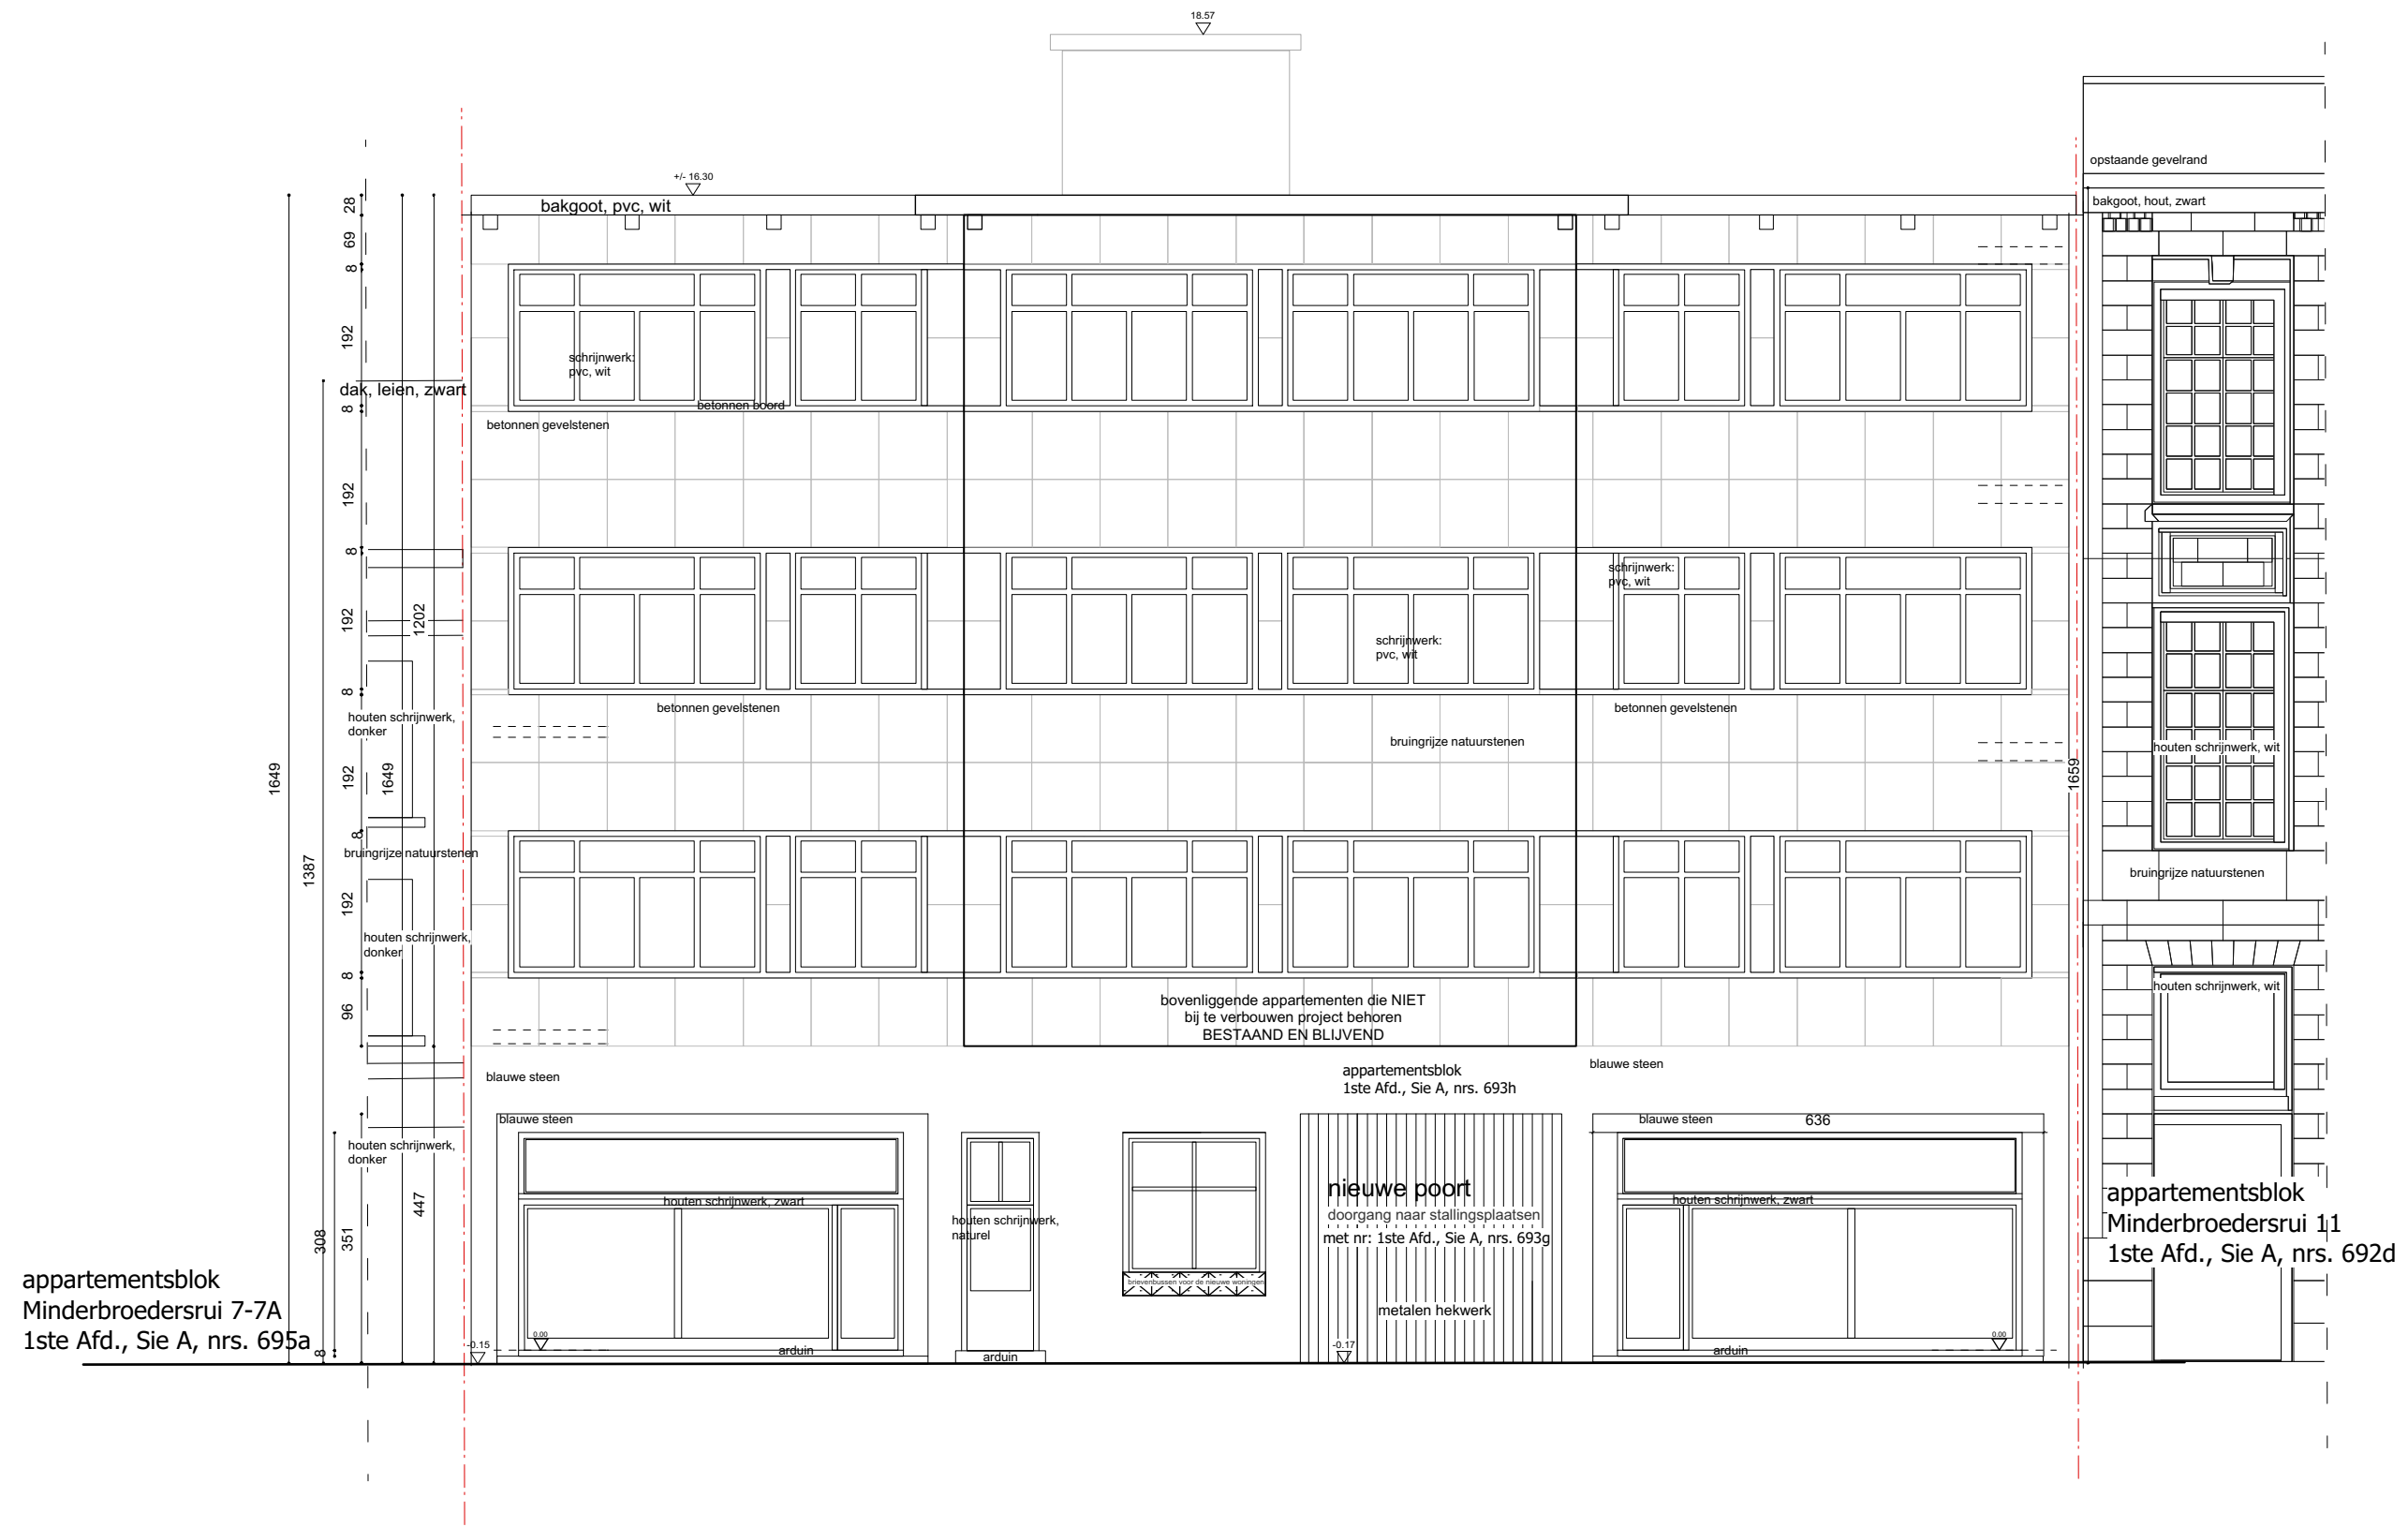 18.57
opstaande gevelrand
+/- 16.30
bakgoot, pvc, wit
bakgoot, hout, zwart
28
69
8
192
schrijnwerk:
pvc, wit
dak, leien, zwart
8
betonnen boord
betonnen gevelstenen
192
8
schrijnwerk:
pvc, wit
192
1202
schrijnwerk:
pvc, wit
8
betonnen gevelstenen
betonnen gevelstenen
houten schrijnwerk,
donker
bruingrijze natuurstenen
houten schrijnwerk, wit
1649
192
1649
1659
8
bruingrijze natuurstenen
1387
bruingrijze natuurstenen
192
houten schrijnwerk,
donker
8
houten schrijnwerk, wit
96
bovenliggende appartementen die NIET
bij te verbouwen project behoren
BESTAAND EN BLIJVEND
blauwe steen
blauwe steen
appartementsblok
1ste Afd., Sie A, nrs. 693h
blauwe steen
blauwe steen
636
houten schrijnwerk,
donker
nieuwe poort
doorgang naar stallingsplaatsen
met nr: 1ste Afd., Sie A, nrs. 693g
houten schrijnwerk, zwart
houten schrijnwerk, zwart
447
351
308
houten schrijnwerk,
naturel
appartementsblok
Minderbroedersrui 11
1ste Afd., Sie A, nrs. 692d
brievenbussen voor de nieuwe woningen
metalen hekwerk
appartementsblok
Minderbroedersrui 7-7A
1ste Afd., Sie A, nrs. 695a
8
-0.15
0.00
arduin
arduin
-0.17
arduin
0.00